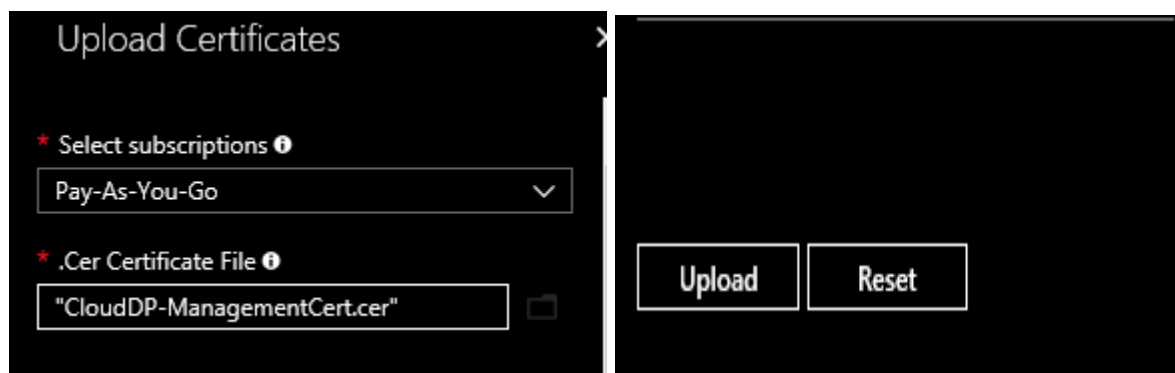 Upload Certificates
* Select subscriptions
Pay-As-You-Go
* .Cer Certificate File
"CloudDP-ManagementCert.cer"
Upload
Reset